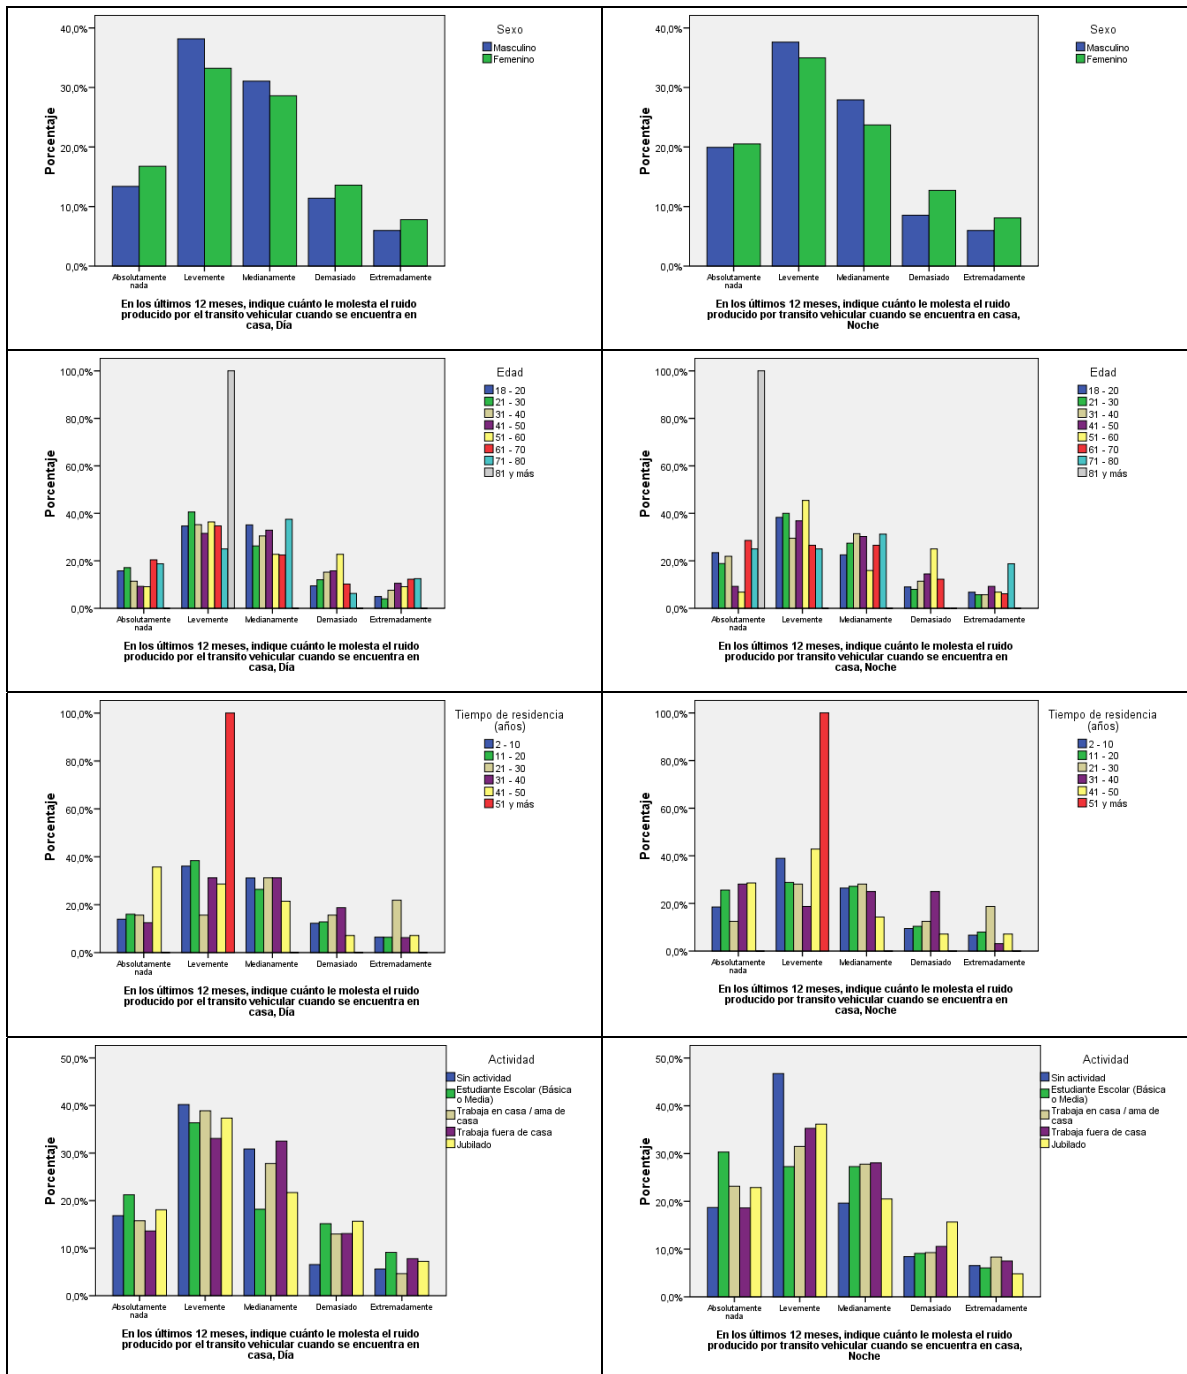 40,0%
30,0%
20,0%
10,0%
0,0%
Porcentaje
Absolutamente
nada
Levemente
Medianamente
Demasiado
Extremadamente
En los últimos 12 meses, indique cuánto le molesta el ruido
producido por el transito vehicular cuando se encuentra en
casa, Día
Sexo
Masculino
Femenino
40,0%
30,0%
20,0%
10,0%
0,0%
Porcentaje
Absolutamente
nada
Levemente
Medianamente
Demasiado
Extremadamente
En los últimos 12 meses, indique cuánto le molesta el ruido
producido por transito vehicular cuando se encuentra en casa,
Noche
Sexo
Masculino
Femenino
100,0%
80,0%
60,0%
40,0%
20,0%
0,0%
Porcentaje
Absolutamente
nada
Levemente
Medianamente
Demasiado
Extremadamente
En los últimos 12 meses, indique cuánto le molesta el ruido
producido por el transito vehicular cuando se encuentra en
casa, Día
Edad
18 - 20
21 - 30
31 - 40
41 - 50
51 - 60
61 - 70
71 - 80
81 y más
100,0%
80,0%
60,0%
40,0%
20,0%
0,0%
Porcentaje
Absolutamente
nada
Levemente
Medianamente
Demasiado
Extremadamente
En los últimos 12 meses, indique cuánto le molesta el ruido
producido por transito vehicular cuando se encuentra en
casa, Noche
Edad
18 - 20
21 - 30
31 - 40
41 - 50
51 - 60
61 - 70
71 - 80
81 y más
100,0%
80,0%
60,0%
40,0%
20,0%
0,0%
Porcentaje
Absolutamente
nada
Levemente
Medianamente
Demasiado
Extremadamente
En los últimos 12 meses, indique cuánto le molesta el ruido
producido por el transito vehicular cuando se encuentra en
casa, Día
Tiempo de residencia
(años)
2 - 10
11 - 20
21 - 30
31 - 40
41 - 50
51 y más
100,0%
80,0%
60,0%
40,0%
20,0%
0,0%
Porcentaje
Absolutamente
nada
Levemente
Medianamente
Demasiado
Extremadamente
En los últimos 12 meses, indique cuánto le molesta el ruido
producido por transito vehicular cuando se encuentra en
casa, Noche
Tiempo de residencia
(años)
2 - 10
11 - 20
21 - 30
31 - 40
41 - 50
51 y más
50,0%
40,0%
30,0%
20,0%
10,0%
0,0%
Porcentaje
Absolutamente
nada
Levemente
Medianamente
Demasiado
Extremadamente
En los últimos 12 meses, indique cuánto le molesta el ruido
producido por el transito vehicular cuando se encuentra en
casa, Día
Actividad
Sin actividad
Estudiante Escolar (Básica
o Media)
Trabaja en casa / ama de
casa
Trabaja fuera de casa
Jubilado
50,0%
40,0%
30,0%
20,0%
10,0%
0,0%
Porcentaje
Absolutamente
nada
Levemente
Medianamente
Demasiado
Extremadamente
En los últimos 12 meses, indique cuánto le molesta el ruido
producido por transito vehicular cuando se encuentra en casa,
Noche
Actividad
Sin actividad
Estudiante Escolar (Básica
o Media)
Trabaja en casa / ama de
casa
Trabaja fuera de casa
Jubilado